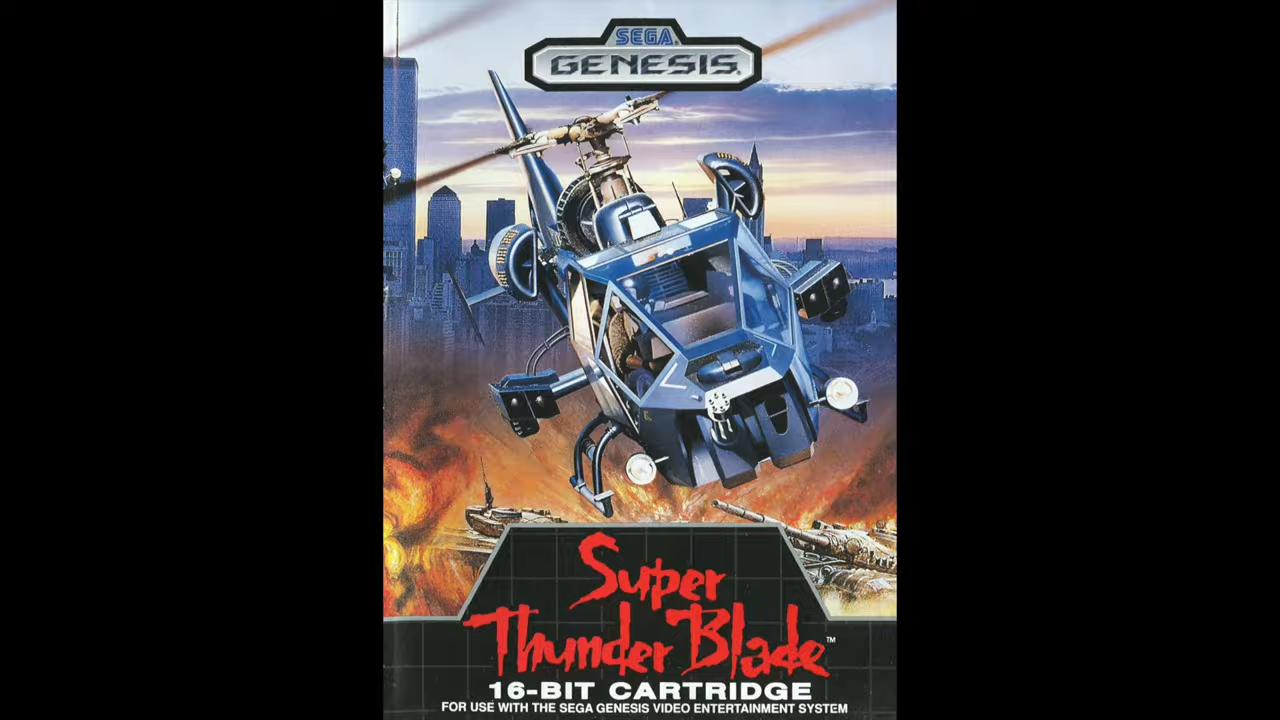 SEGA
GENESIS
Super
Thunder Blade™
16-BIT CARTRIDGE
FOR USE WITH THE SEGA GENESIS VIDEO ENTERTAINMENT SYSTEM